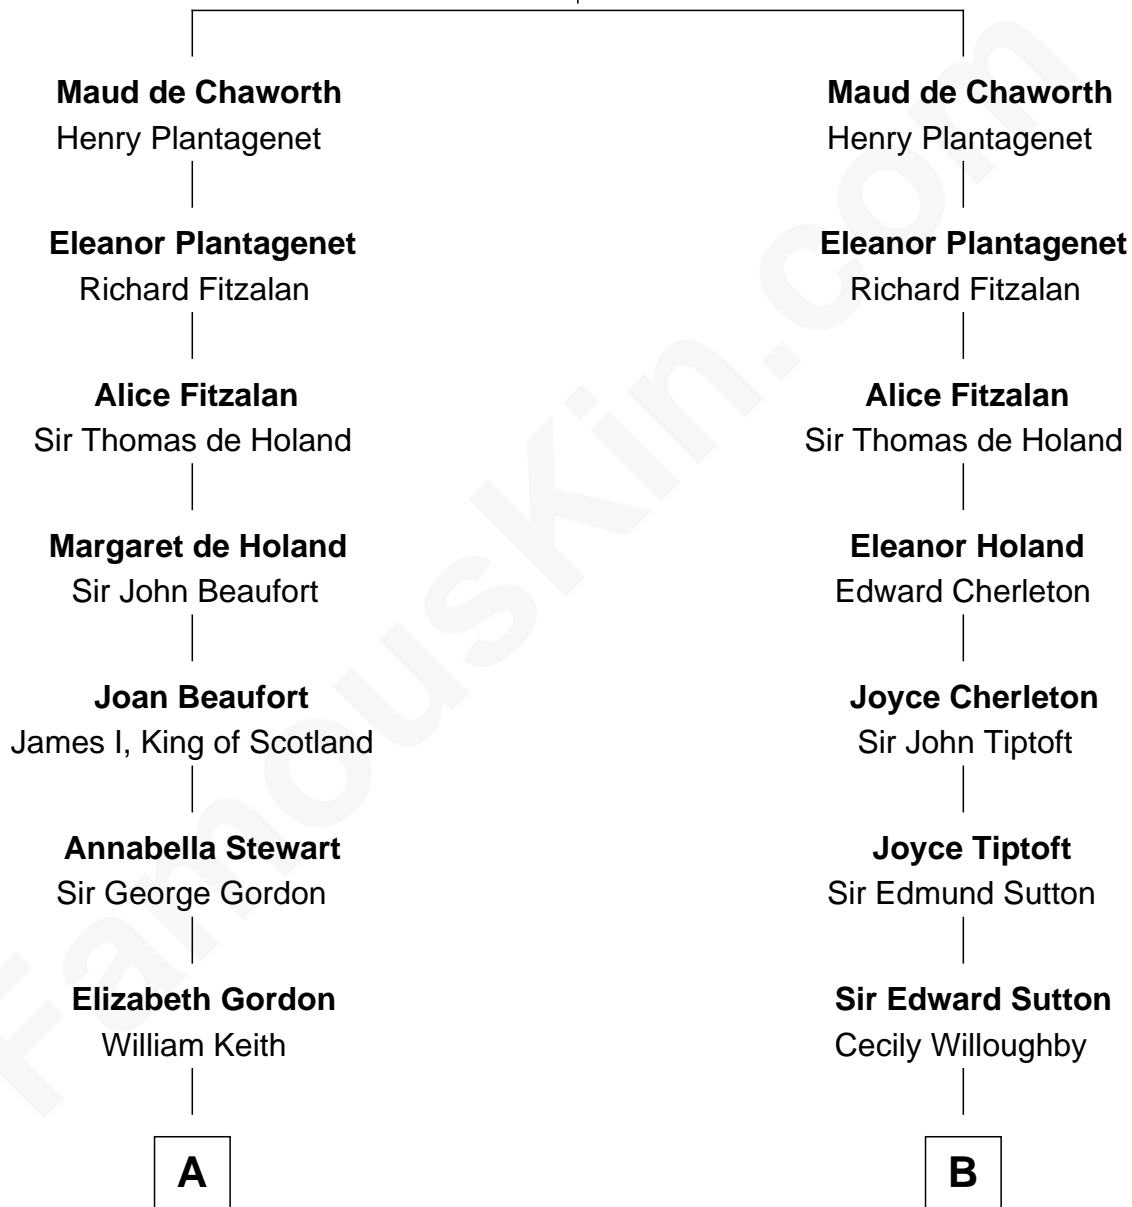 Maud de Chaworth
Henry Plantagenet
Eleanor Plantagenet
Richard Fitzalan
Alice Fitzalan
Sir Thomas de Holand
Margaret de Holand
Sir John Beaufort
Joan Beaufort
James I, King of Scotland
Annabella Stewart
Sir George Gordon
Elizabeth Gordon
William Keith
A
Maud de Chaworth
Henry Plantagenet
Eleanor Plantagenet
Richard Fitzalan
Alice Fitzalan
Sir Thomas de Holand
Eleanor Holand
Edward Cherleton
Joyce Cherleton
Sir John Tiptoft
Joyce Tiptoft
Sir Edmund Sutton
Sir Edward Sutton
Cecily Willoughby
B
FamousKin.com